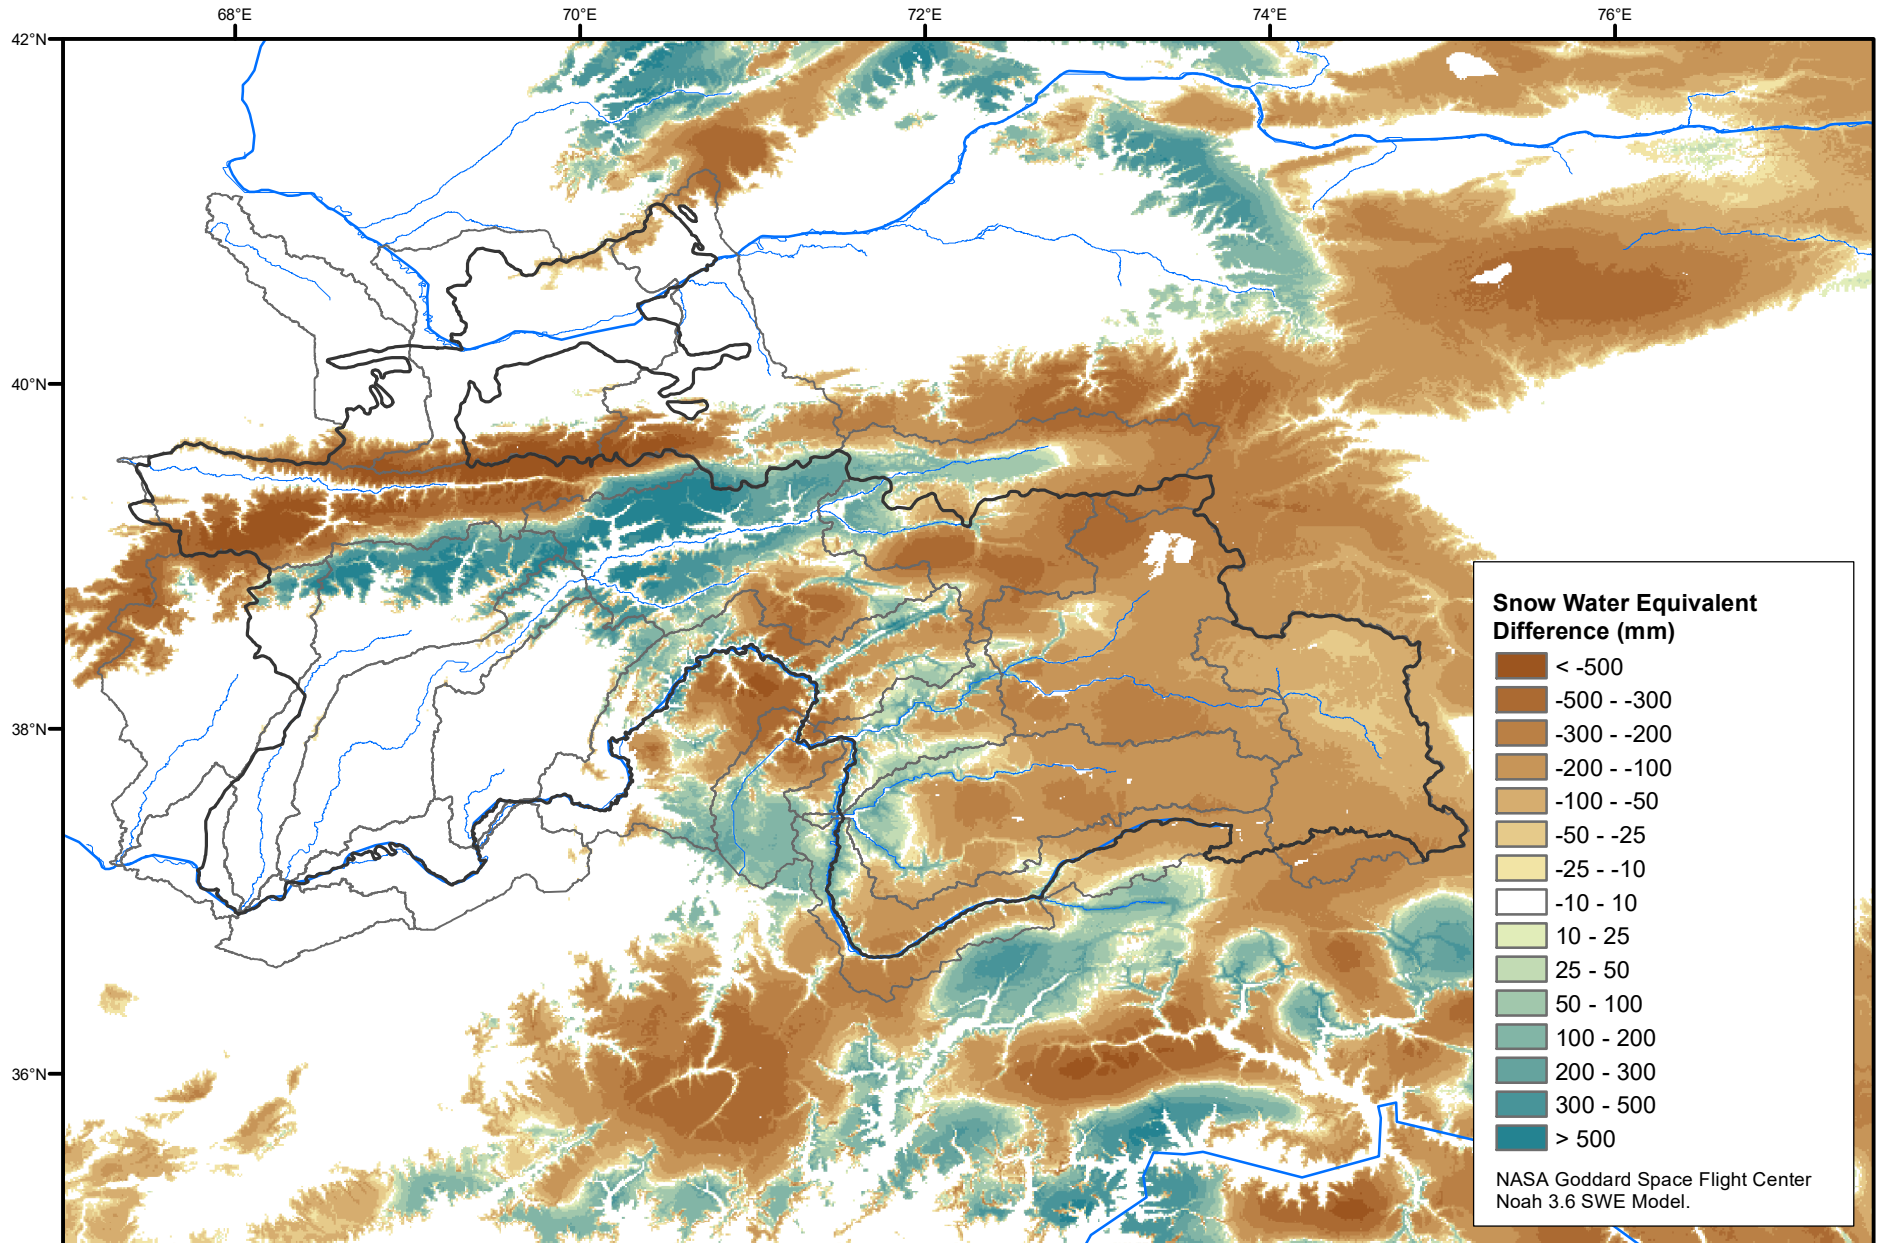 68°E 70°E 72°E 74°E 76°E
42°N
40°N
38°N
36°N
Snow Water Equivalent
Difference (mm)
< -500
-500 - -300
-300 - -200
-200 - -100
-100 - -50
-50 - -25
-25 - -10
-10 - 10
10 - 25
25 - 50
50 - 100
100 - 200
200 - 300
300 - 500
> 500
NASA Goddard Space Flight Center
Noah 3.6 SWE Model.